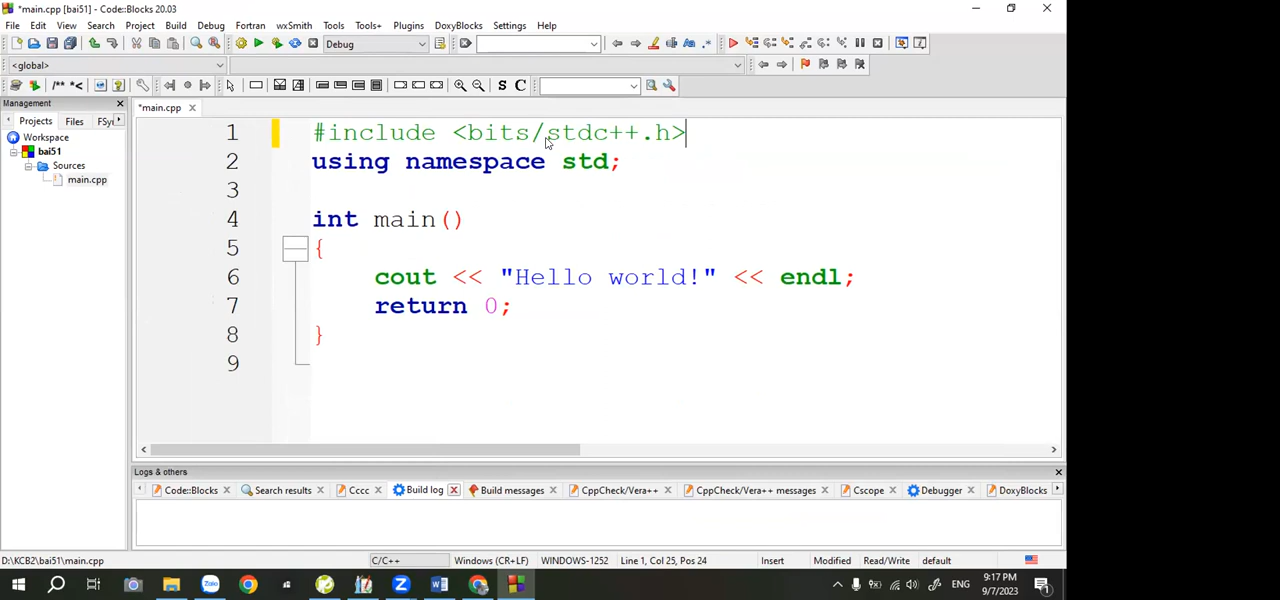 *main.cpp [bai51] - Code::Blocks 20.03
File Edit View Search Project Build Debug Fortran wxSmith Tools Tools+ Plugins DoxyBlocks Settings Help
Debug
<global>
/** *< S C
Management
Projects Files FSy
*main.cpp
Workspace
bai51
Sources
main.cpp
1 #include <bits/stdc++.h>
2 using namespace std;
3
4 int main()
5 {
6 cout << "Hello world!" << endl;
7 return 0;
8 }
9
Logs & others
Code::Blocks Search results Cccc Build log Build messages CppCheck/Vera++ CppCheck/Vera++ messages Cscope Debugger DoxyBlocks
D:\KCB2\bai51\main.cpp C/C++ Windows (CR+LF) WINDOWS-1252 Line 1, Col 25, Pos 24 Insert Modified Read/Write default
Zalo ENG 9:17 PM
9/7/2023